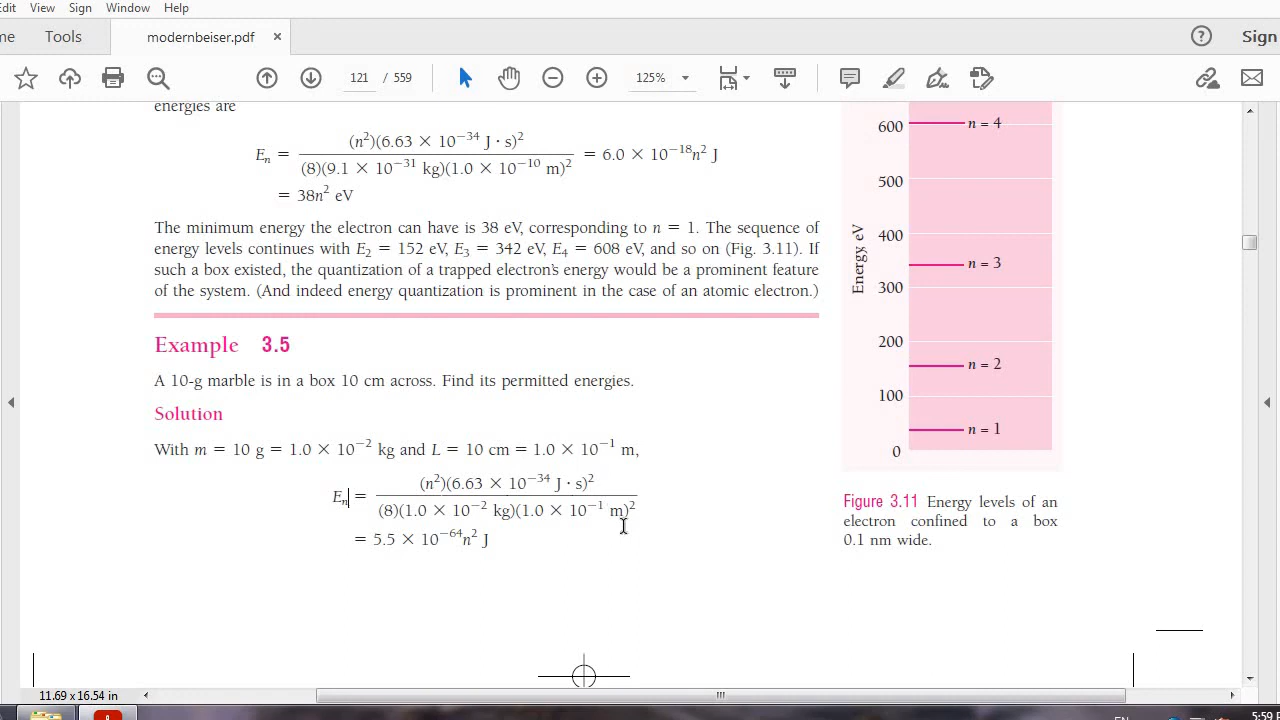 Edit View Sign Window Help
me Tools modernbeiser.pdf × ? Sign
121 / 559 125%
energies are
Eₙ = (n²)(6.63 × 10⁻³⁴ J · s)² / (8)(9.1 × 10⁻³¹ kg)(1.0 × 10⁻¹⁰ m)² = 6.0 × 10⁻¹⁸n² J
= 38n² eV
The minimum energy the electron can have is 38 eV, corresponding to n = 1. The sequence of
energy levels continues with E₂ = 152 eV, E₃ = 342 eV, E₄ = 608 eV, and so on (Fig. 3.11). If
such a box existed, the quantization of a trapped electron's energy would be a prominent feature
of the system. (And indeed energy quantization is prominent in the case of an atomic electron.)
Example 3.5
A 10-g marble is in a box 10 cm across. Find its permitted energies.
Solution
With m = 10 g = 1.0 × 10⁻² kg and L = 10 cm = 1.0 × 10⁻¹ m,
Eₙ = (n²)(6.63 × 10⁻³⁴ J · s)² / (8)(1.0 × 10⁻² kg)(1.0 × 10⁻¹ m)²
= 5.5 × 10⁻⁶⁴n² J
600 n = 4
500
400
n = 3
300
200
n = 2
100
n = 1
0
Energy, eV
Figure 3.11 Energy levels of an
electron confined to a box
0.1 nm wide.
11.69 x 16.54 in